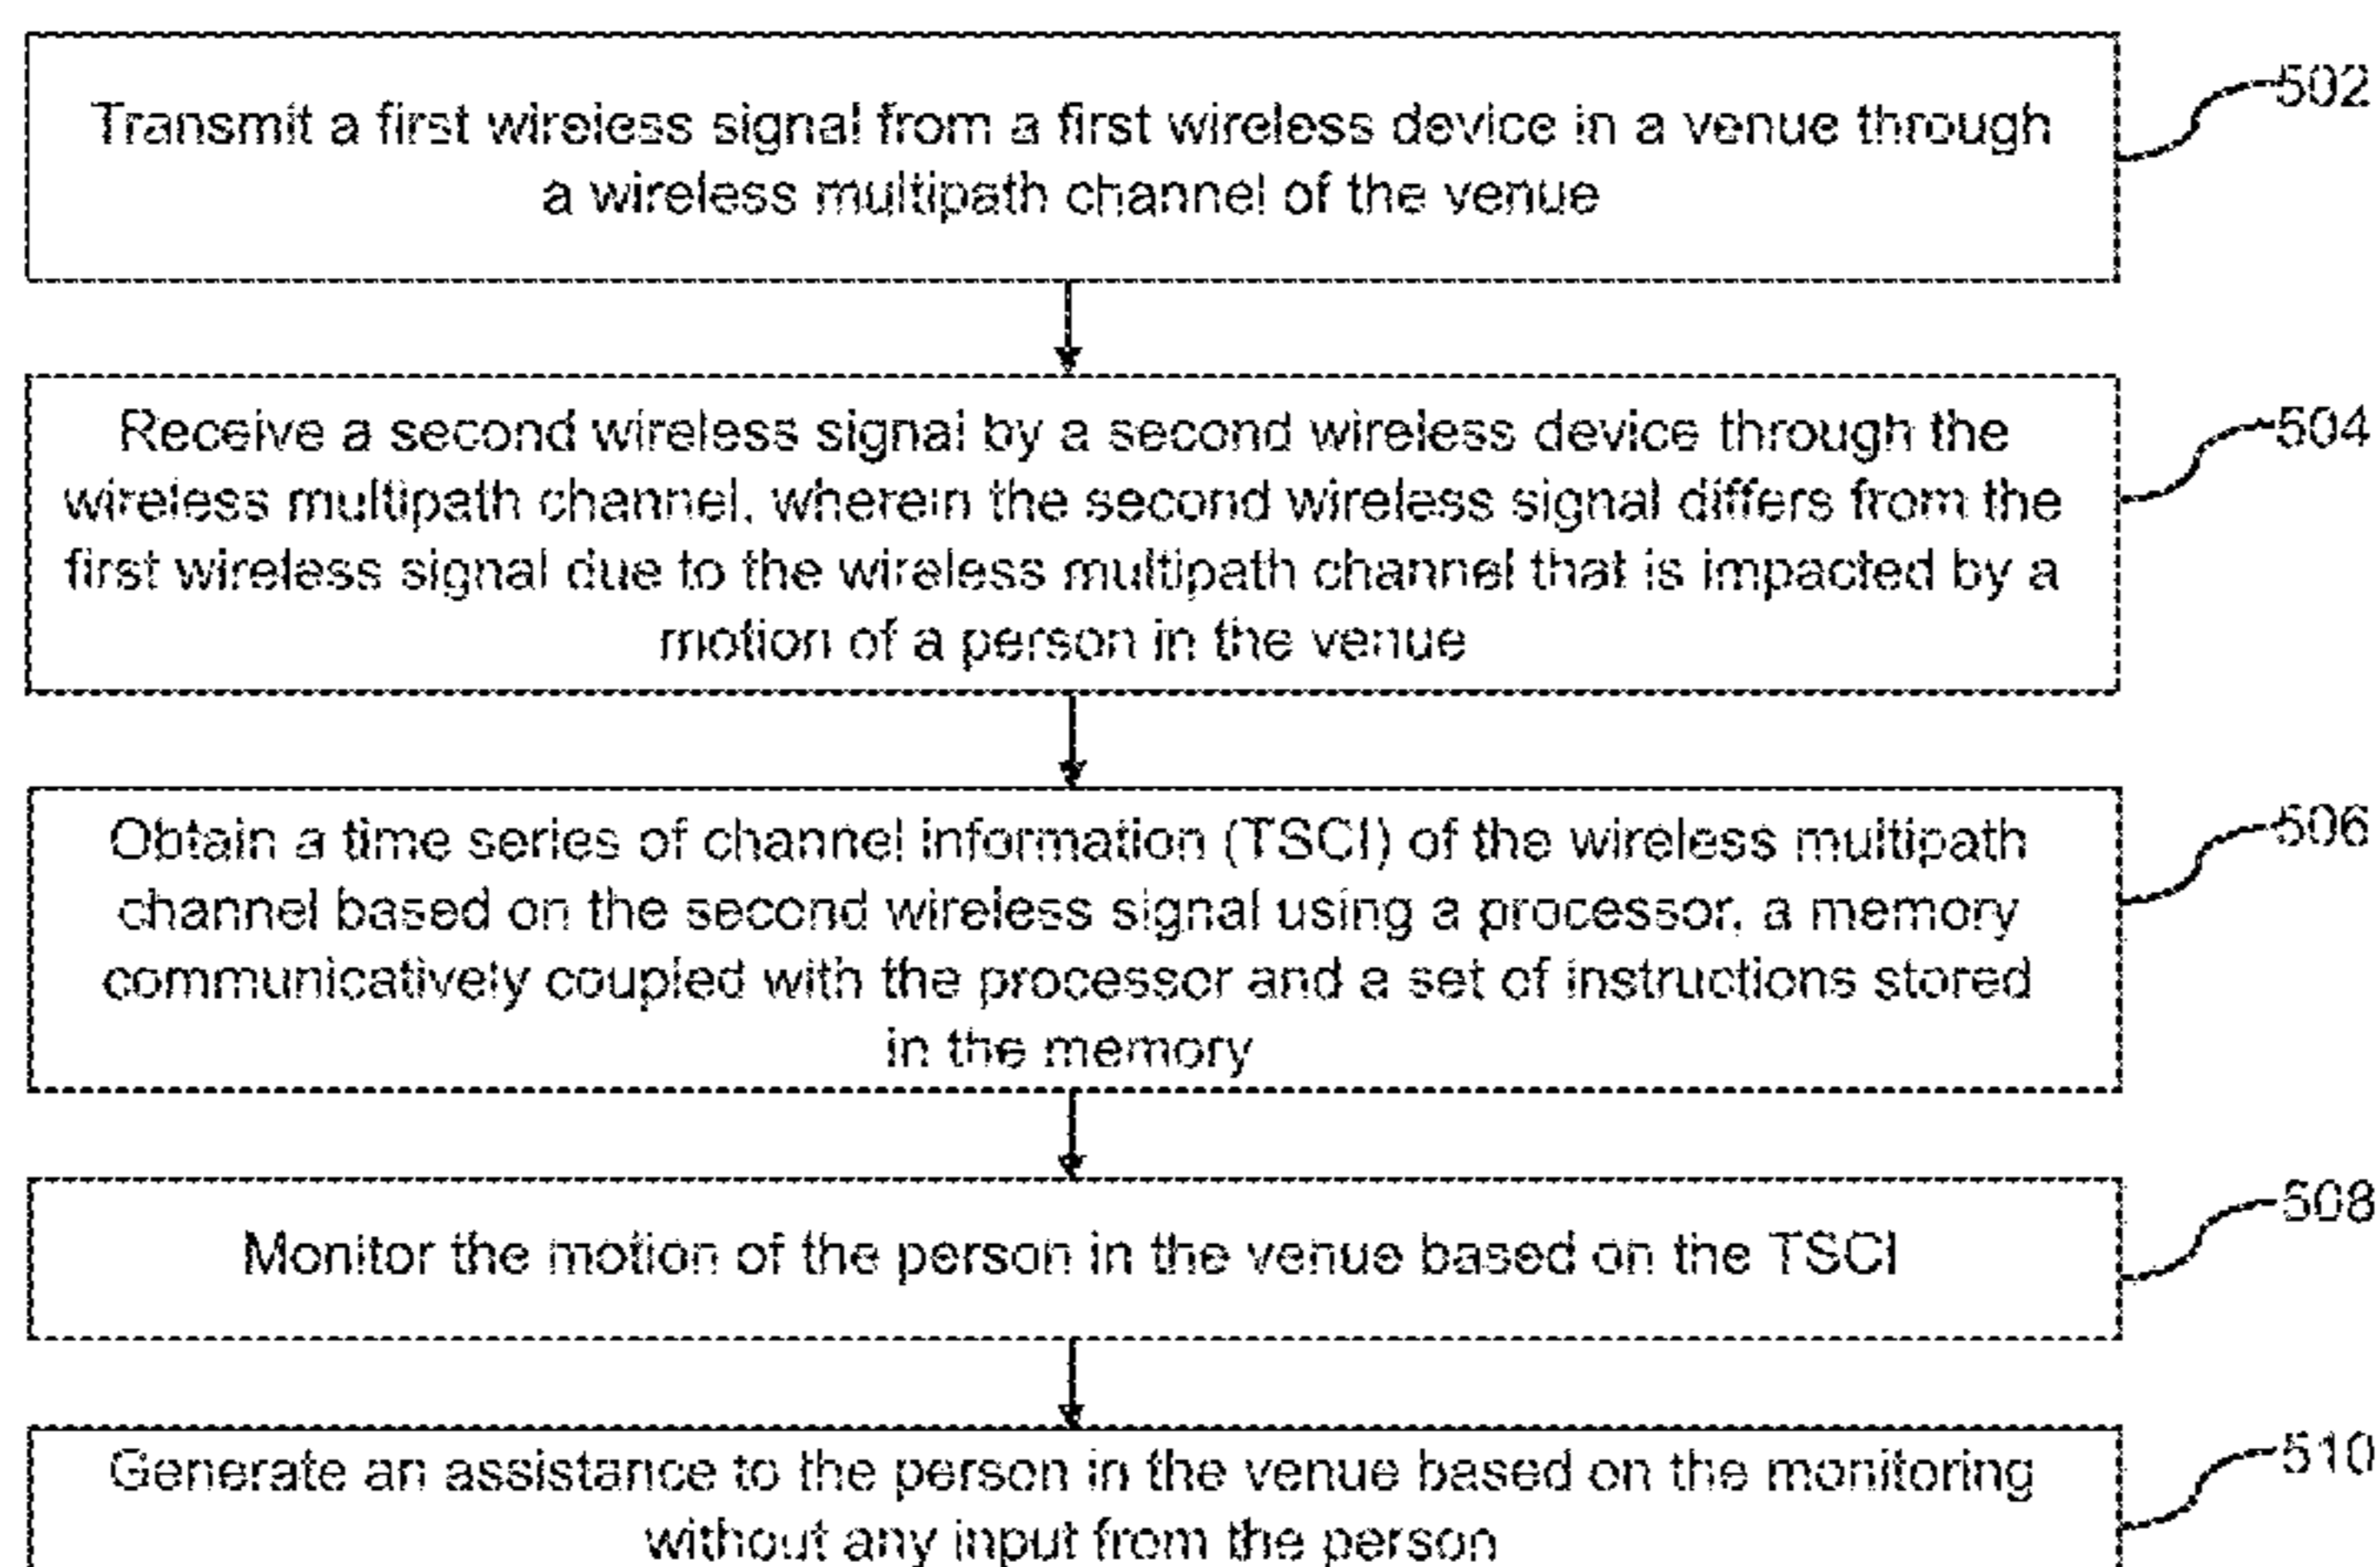 Transmit a first wireless signal from a first wireless device in a venue through
a wireless multipath channel of the venue
502
Receive a second wireless signal by a second wireless device through the
wireless multipath channel, wherein the second wireless signal differs from the
first wireless signal due to the wireless multipath channel that is impacted by a
motion of a person in the venue
504
Obtain a time series of channel information (TSCI) of the wireless multipath
channel based on the second wireless signal using a processor, a memory
communicatively coupled with the processor and a set of instructions stored
in the memory
506
Monitor the motion of the person in the venue based on the TSCI
508
Generate an assistance to the person in the venue based on the monitoring
without any input from the person
510